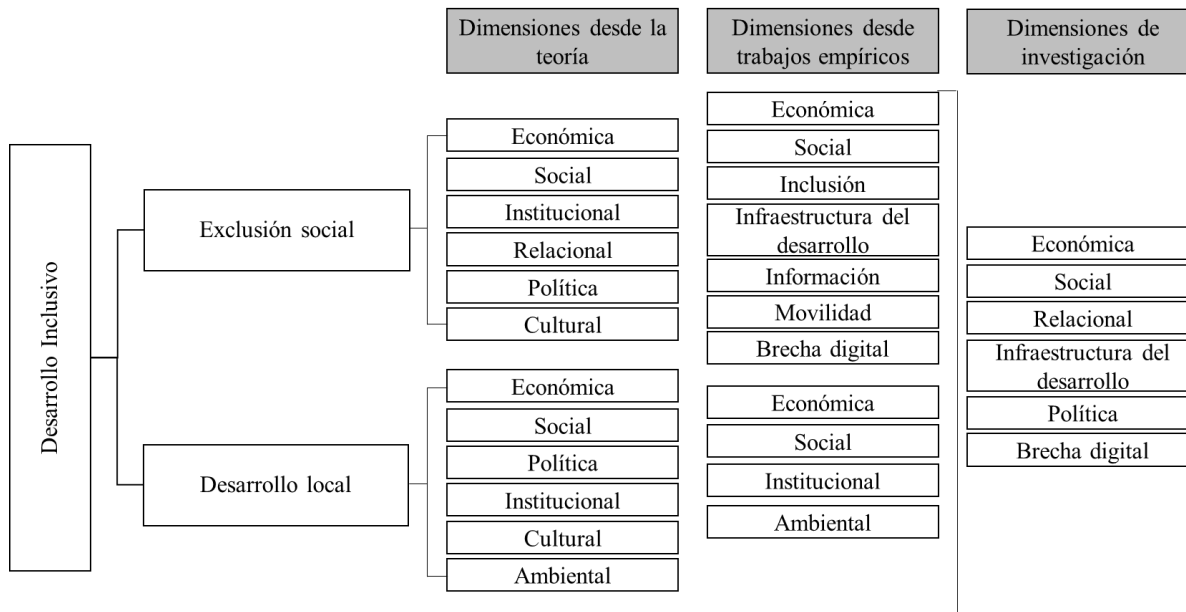 Dimensiones desde la
teoría
Dimensiones desde
trabajos empíricos
Dimensiones de
investigación
Desarrollo Inclusivo
Exclusión social
Económica
Social
Institucional
Relacional
Política
Cultural
Económica
Social
Inclusión
Infraestructura del
desarrollo
Información
Movilidad
Brecha digital
Desarrollo local
Económica
Social
Política
Institucional
Cultural
Ambiental
Económica
Social
Institucional
Ambiental
Económica
Social
Relacional
Infraestructura del
desarrollo
Política
Brecha digital